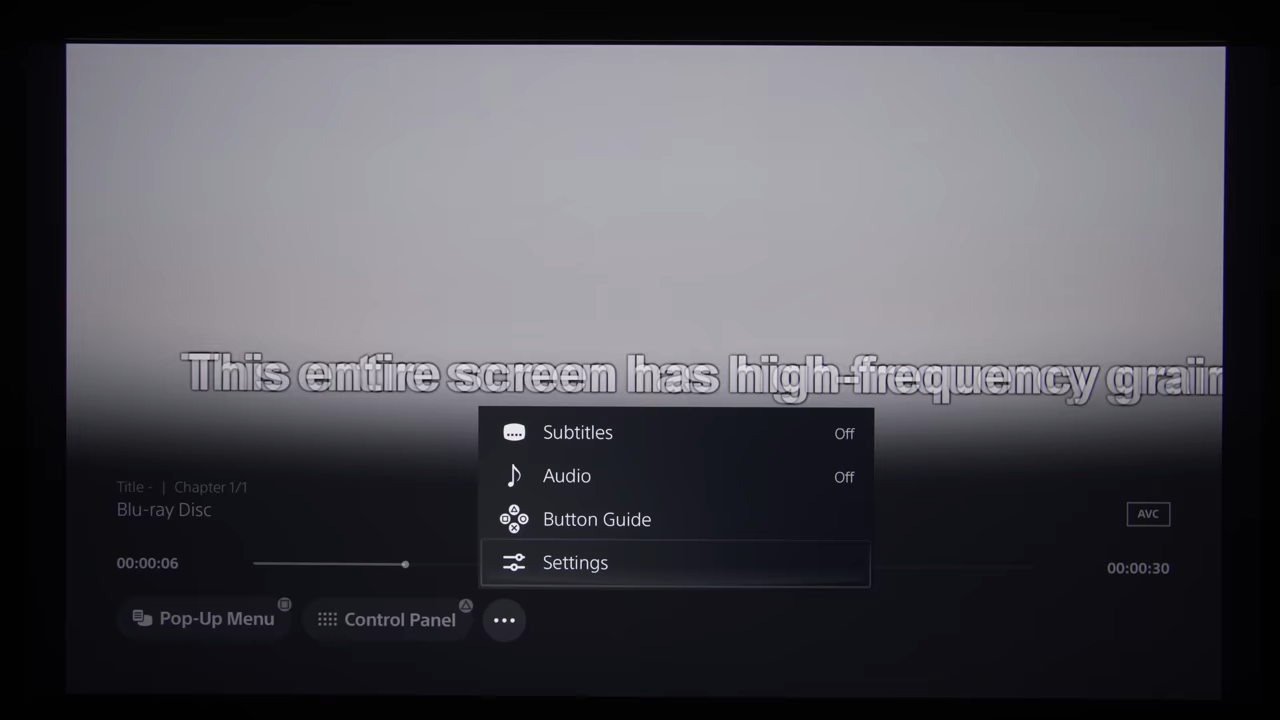 This entire screen has high-frequency grain
Subtitles Off
Audio Off
Button Guide
Settings
Title - | Chapter 1/1
Blu-ray Disc
AVC
00:00:06
00:00:30
Pop-Up Menu
Control Panel